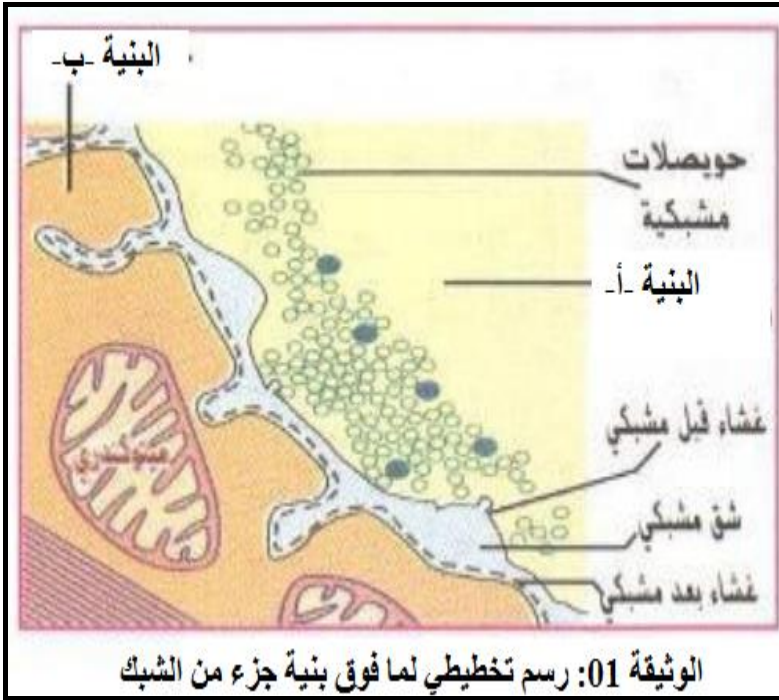 البنية -ب-
حويصلات
مشبكية
البنية -أ-
غشاء قبل مشبكي
ميتوكندري
شق مشبكي
غشاء بعد مشبكي
الوثيقة 01: رسم تخطيطي لما فوق بنية جزء من الشبك